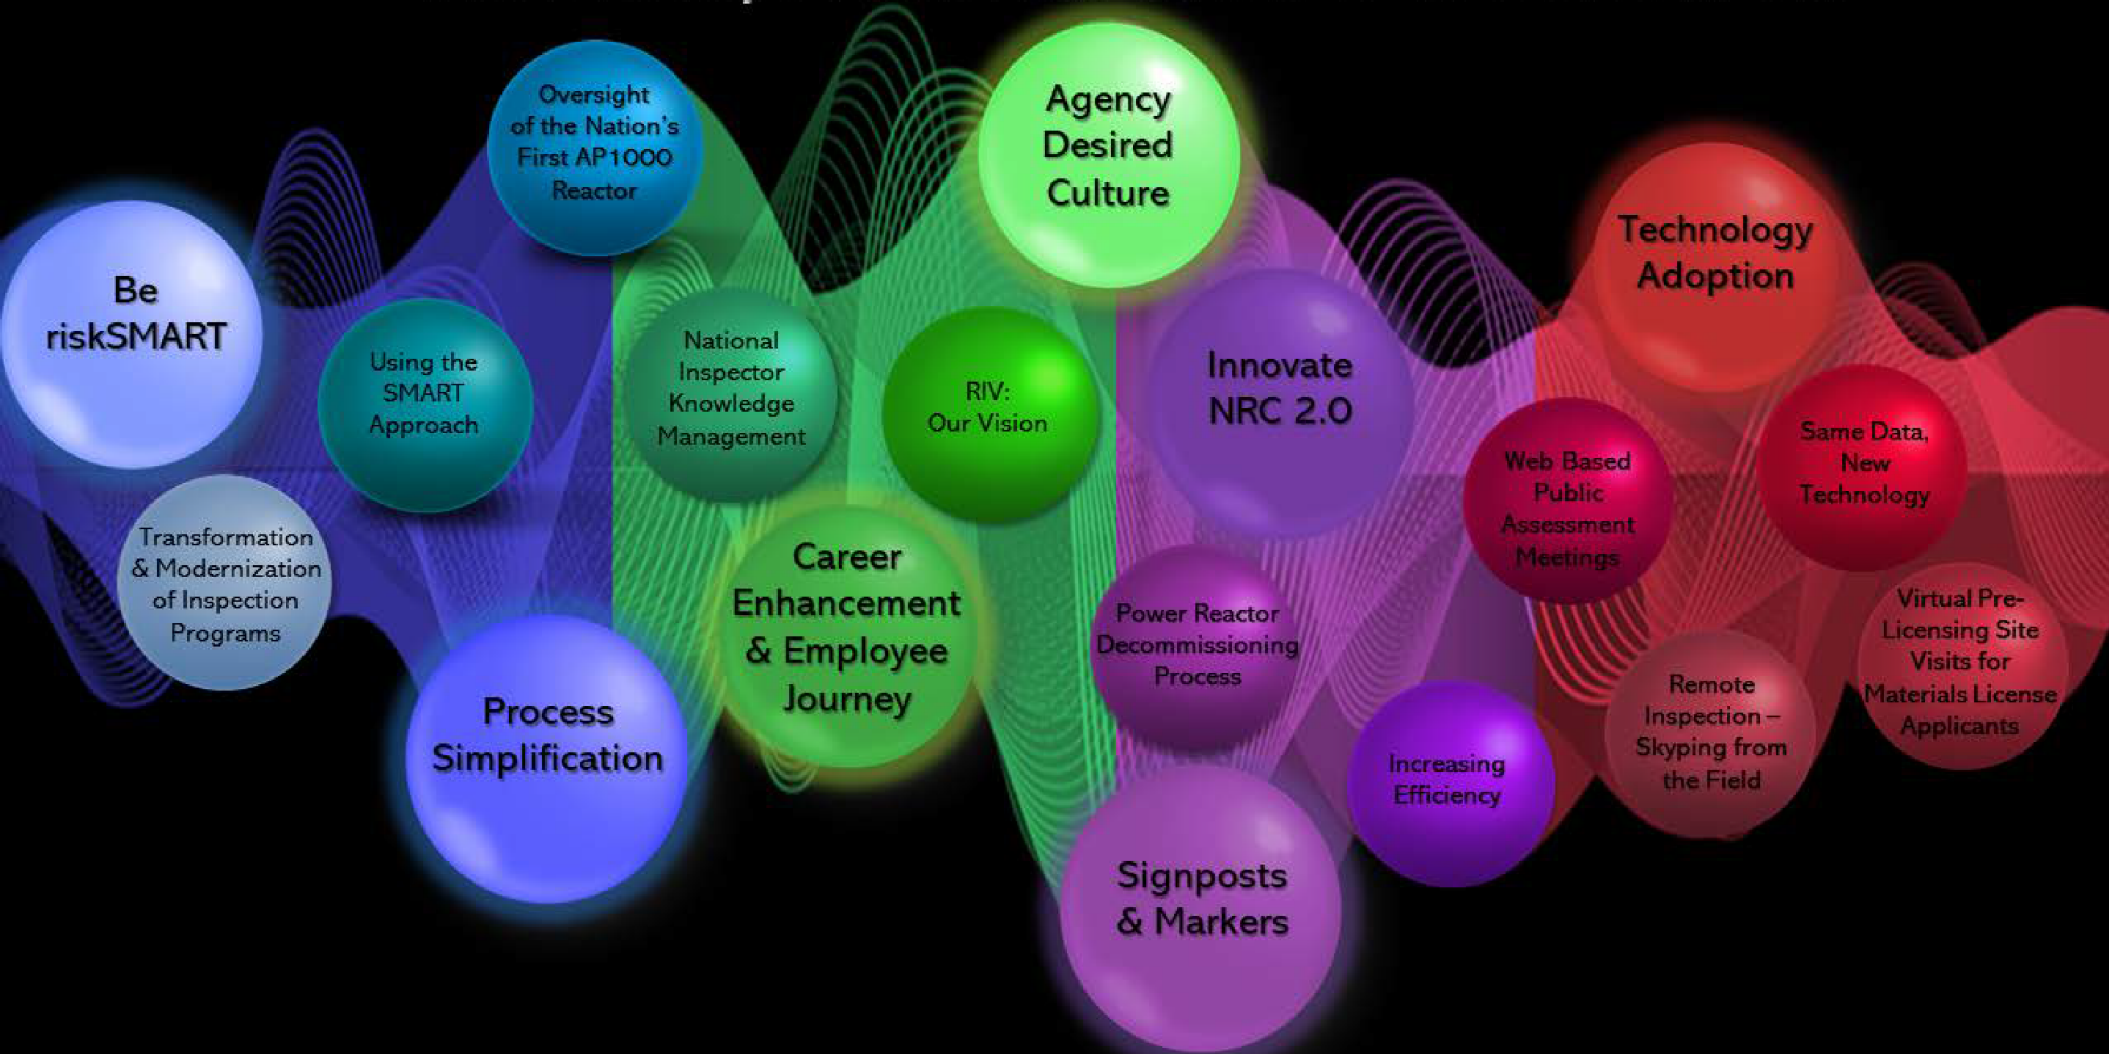 Be
riskSMART
Transformation
& Modernization
of Inspection
Programs
Using the
SMART
Approach
Oversight
of the Nation's
First AP1000
Reactor
Process
Simplification
National
Inspector
Knowledge
Management
Career
Enhancement
& Employee
Journey
RIV:
Our Vision
Agency
Desired
Culture
Innovate
NRC 2.0
Power Reactor
Decommissioning
Process
Signposts
& Markers
Increasing
Efficiency
Web Based
Public
Assessment
Meetings
Technology
Adoption
Same Data,
New
Technology
Remote
Inspection –
Skyping from
the Field
Virtual Pre-
Licensing Site
Visits for
Materials License
Applicants